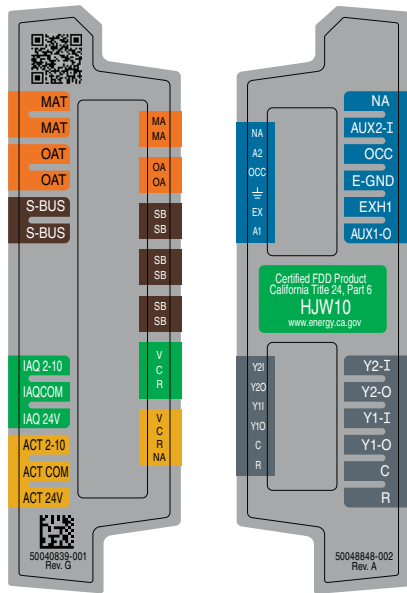 MAT
MAT
OAT
OAT
S-BUS
S-BUS
IAQ 2-10
IAQCOM
IAQ 24V
ACT 2-10
ACT COM
ACT 24V
50040839-001
Rev. G
MA
MA
OA
OA
SB
SB
SB
SB
SB
SB
V
C
R
V
C
R
NA
NA
A2
OCC
EX
A1
NA
AUX2-I
OCC
E-GND
EXH1
AUX1-O
Certified FDD Product
California Title 24, Part 6
HJW10
www.energy.ca.gov
Y2I
Y2O
Y1I
Y1O
C
R
Y2-I
Y2-O
Y1-I
Y1-O
C
R
50048848-002
Rev. A